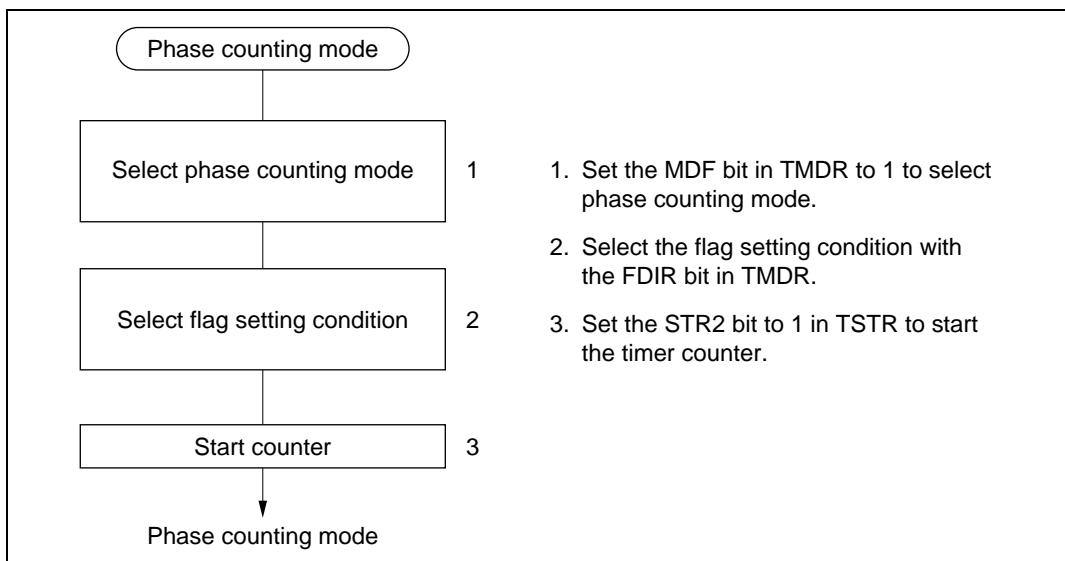 Phase counting mode
Select phase counting mode
1
1. Set the MDF bit in TMDR to 1 to select
phase counting mode.
Select flag setting condition
2
2. Select the flag setting condition with
the FDIR bit in TMDR.
3. Set the STR2 bit to 1 in TSTR to start
the timer counter.
Start counter
3
Phase counting mode